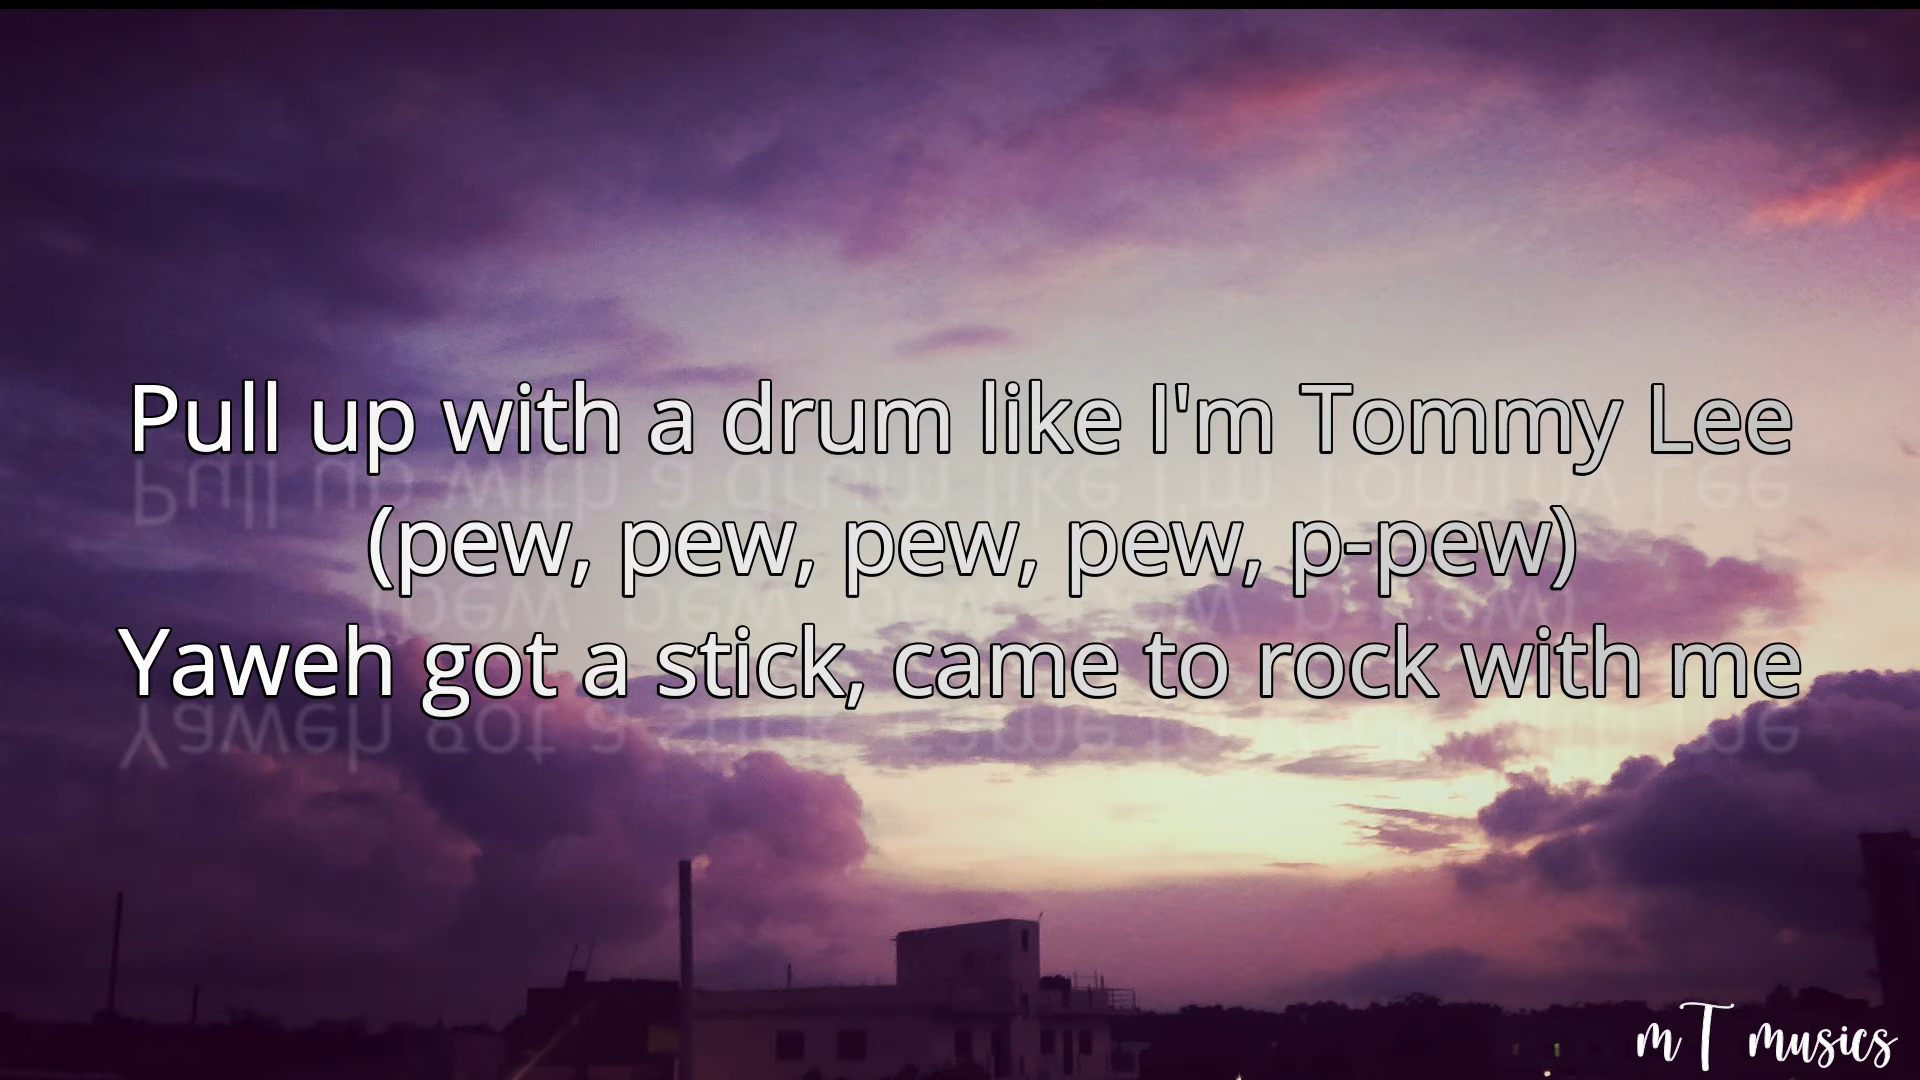 Pull up with a drum like I'm Tommy Lee
(pew, pew, pew, pew, p-pew)
Yaweh got a stick, came to rock with me
mT musics